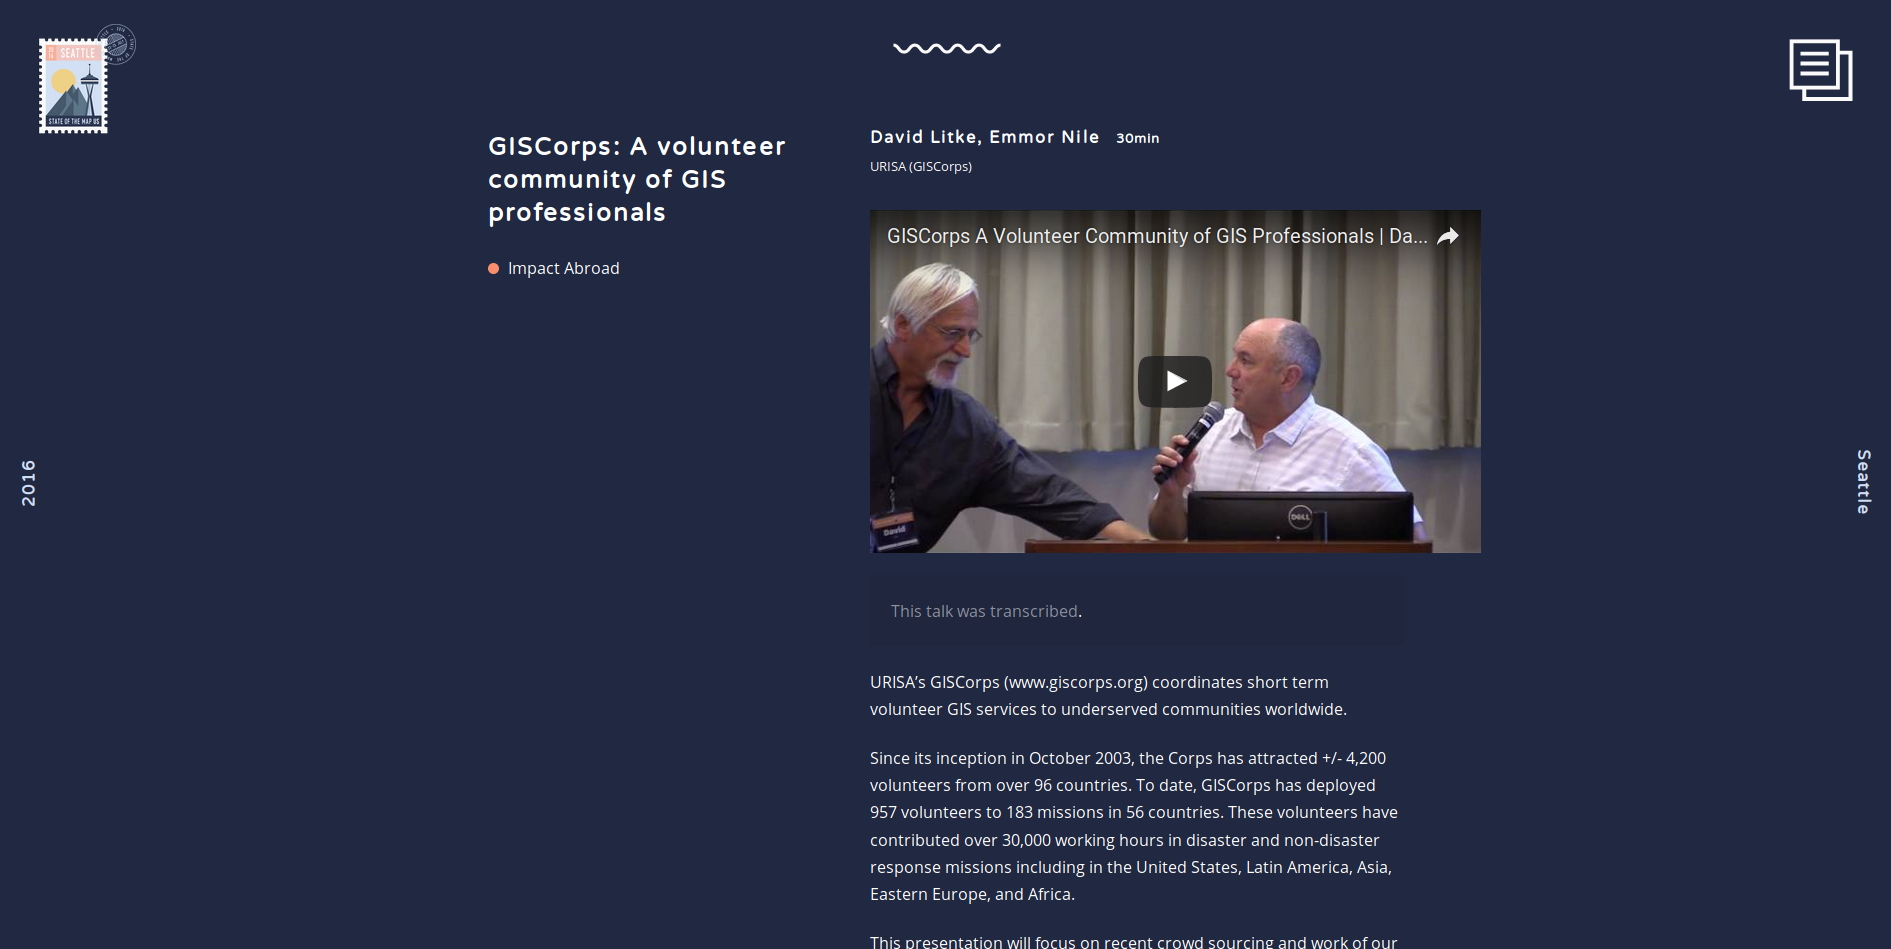 SEATTLE
STATE OF THE MAP US
GISCorps: A volunteer
community of GIS
professionals
Impact Abroad
David Litke, Emmor Nile 30min
URISA (GISCorps)
GISCorps A Volunteer Community of GIS Professionals | Da...
David
DELL
This talk was transcribed.
URISA’s GISCorps (www.giscorps.org) coordinates short term
volunteer GIS services to underserved communities worldwide.
Since its inception in October 2003, the Corps has attracted +/- 4,200
volunteers from over 96 countries. To date, GISCorps has deployed
957 volunteers to 183 missions in 56 countries. These volunteers have
contributed over 30,000 working hours in disaster and non-disaster
response missions including in the United States, Latin America, Asia,
Eastern Europe, and Africa.
This presentation will focus on recent crowd sourcing and work of our
2016
Seattle